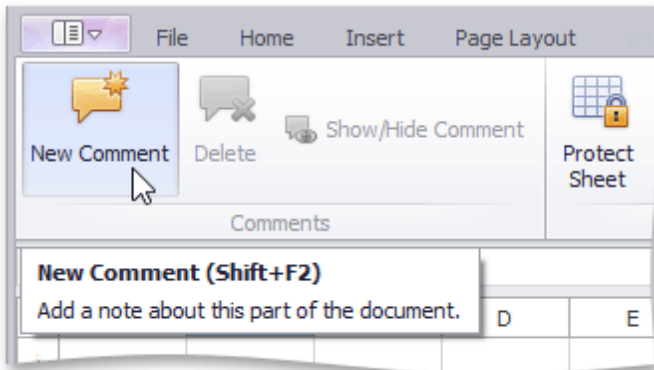 File Home Insert Page Layout
New Comment Delete Show/Hide Comment Protect
Sheet
Comments
New Comment (Shift+F2)
Add a note about this part of the document.
D E